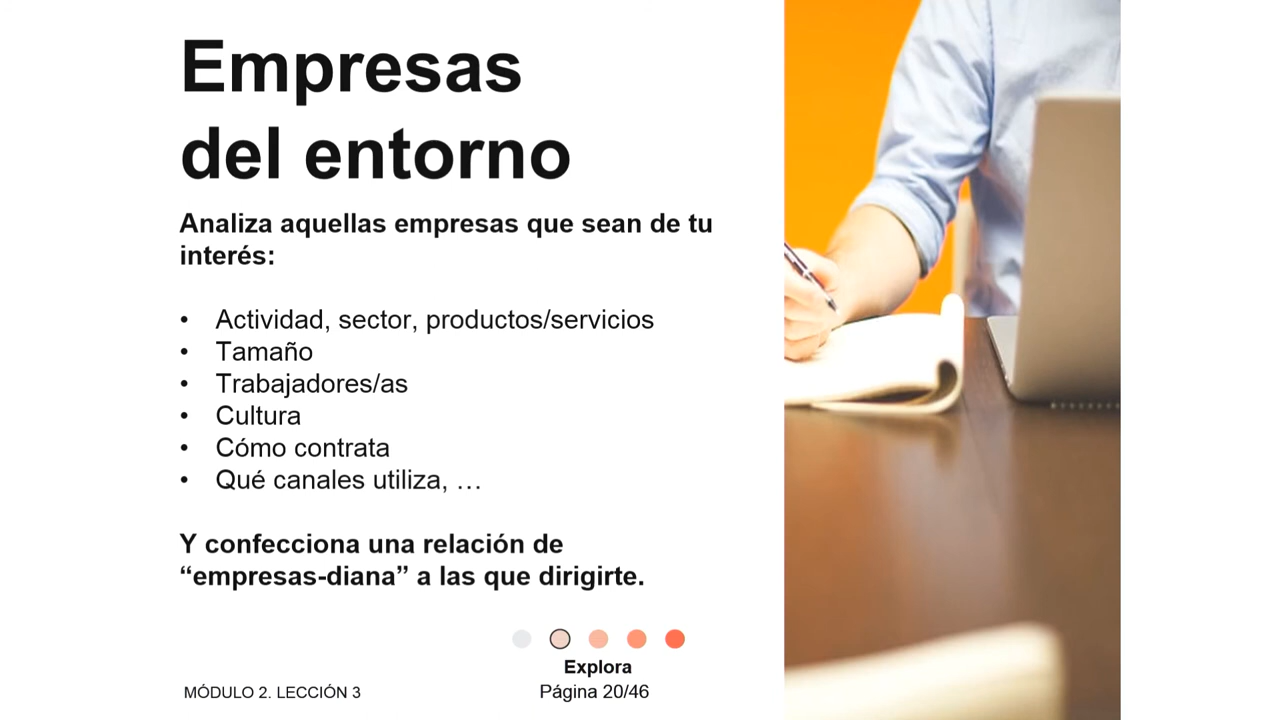 Empresas
del entorno
Analiza aquellas empresas que sean de tu
interés:
• Actividad, sector, productos/servicios
• Tamaño
• Trabajadores/as
• Cultura
• Cómo contrata
• Qué canales utiliza, …
Y confecciona una relación de
“empresas-diana” a las que dirigirte.
Explora
MÓDULO 2. LECCIÓN 3
Página 20/46